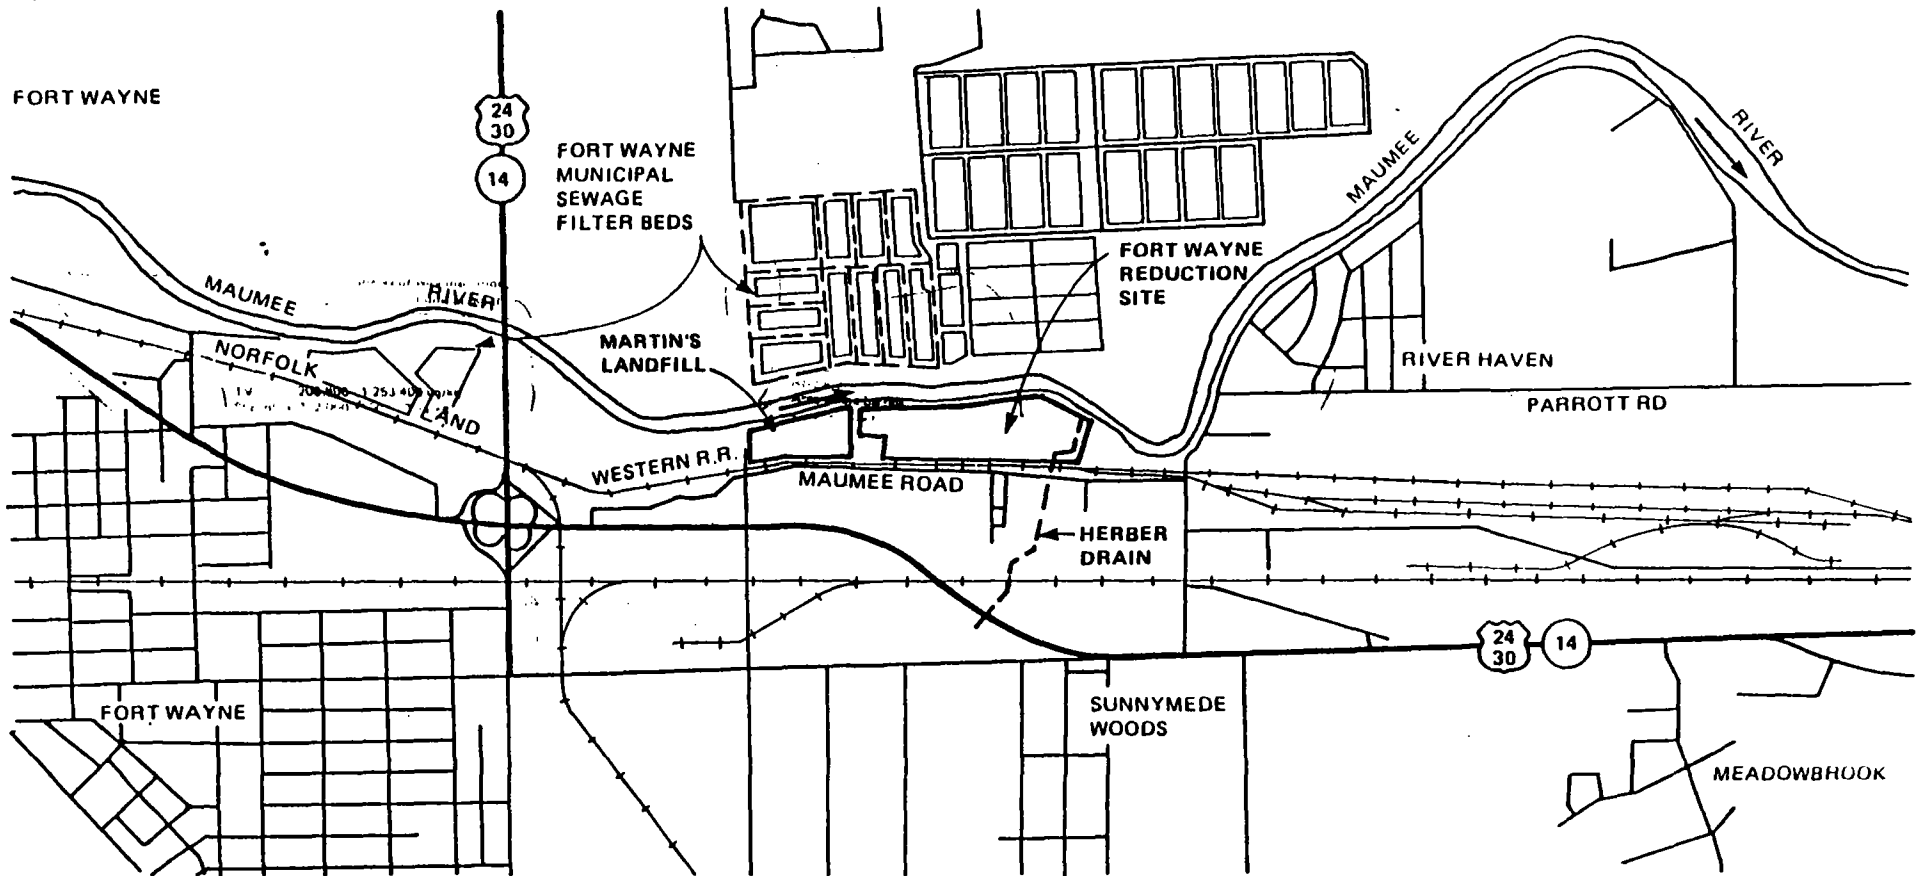 FORT WAYNE
24
30
14
FORT WAYNE
MUNICIPAL
SEWAGE
FILTER BEDS
MAUMEE
RIVER
FORT WAYNE
REDUCTION
SITE
MAUMEE
RIVER
MARTIN'S
LANDFILL
NORFOLK
LAND
WESTERN R.R.
MAUMEE ROAD
RIVER HAVEN
PARROTT RD
HERBER
DRAIN
24
30
14
FORT WAYNE
SUNNYMEDE
WOODS
MEADOWBROOK